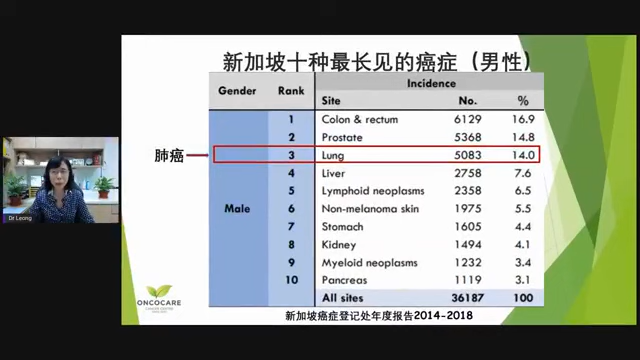 新加坡十种最长见的癌症（男性）
Gender Rank Incidence
Site No. %
1 Colon & rectum 6129 16.9
2 Prostate 5368 14.8
肺癌 3 Lung 5083 14.0
4 Liver 2758 7.6
5 Lymphoid neoplasms 2358 6.5
Male 6 Non-melanoma skin 1975 5.5
7 Stomach 1605 4.4
8 Kidney 1494 4.1
9 Myeloid neoplasms 1232 3.4
10 Pancreas 1119 3.1
All sites 36187 100
Dr Leong
ONCOCARE
CANCER CENTRE
新加坡癌症登记处年度报告2014-2018